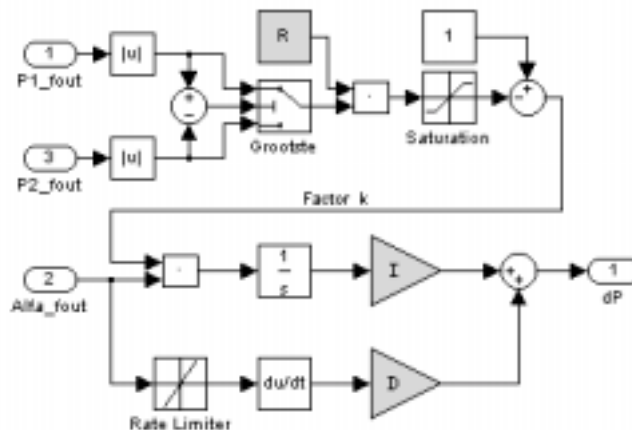 1
P1_fout
|u|
R
1
3
P2_fout
|u|
Grootste
.
Saturation
Factor k
2
Alfa_fout
.
1
s
I
1
dP
Rate Limiter
du/dt
D